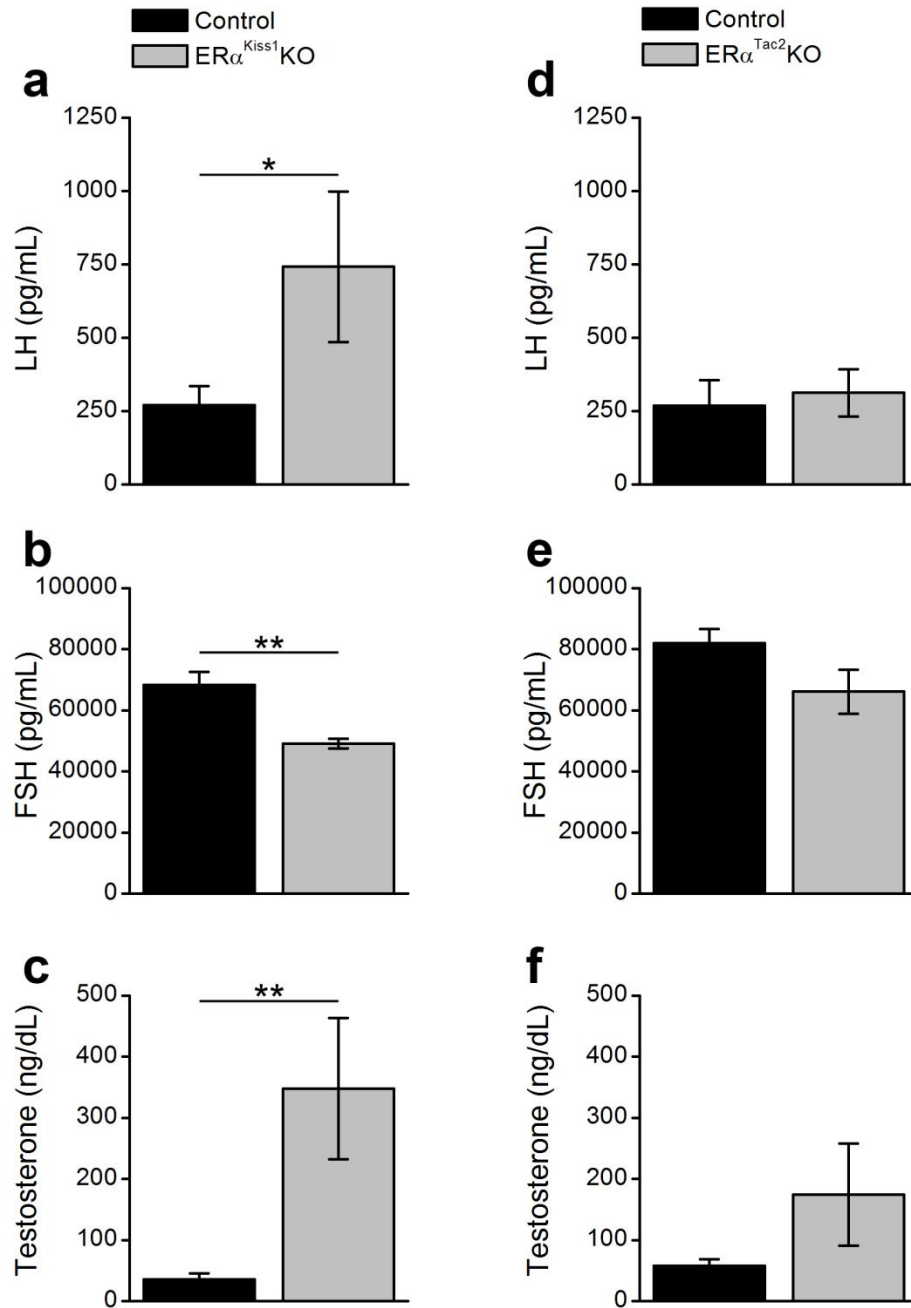 Control
ERα^Kiss1KO
a
1250
1000
750
500
250
0
LH (pg/mL)
*
b
100000
80000
60000
40000
20000
0
FSH (pg/mL)
**
c
500
400
300
200
100
0
Testosterone (ng/dL)
**
Control
ERα^Tac2KO
d
1250
1000
750
500
250
0
LH (pg/mL)
e
100000
80000
60000
40000
20000
0
FSH (pg/mL)
f
500
400
300
200
100
0
Testosterone (ng/dL)